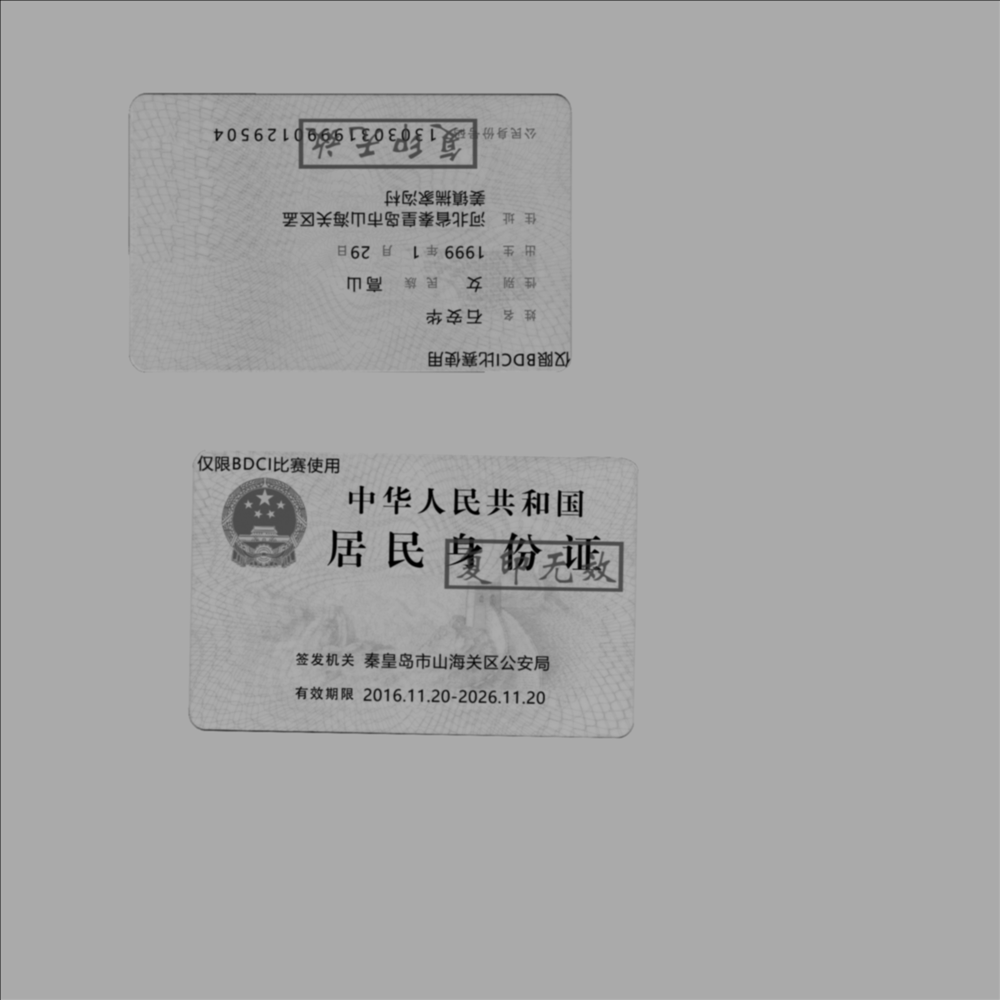 仅限BDCI比赛使用
姓名 石安华
性别 女 民族 高山
出生 1999 年 1 月 29 日
住址 河北省秦皇岛市山海关区孟
姜镇揣家沟村
公民身份号码
复印无效
仅限BDCI比赛使用
中华人民共和国
居民身份证
复印无效
签发机关 秦皇岛市山海关区公安局
有效期限 2016.11.20-2026.11.20